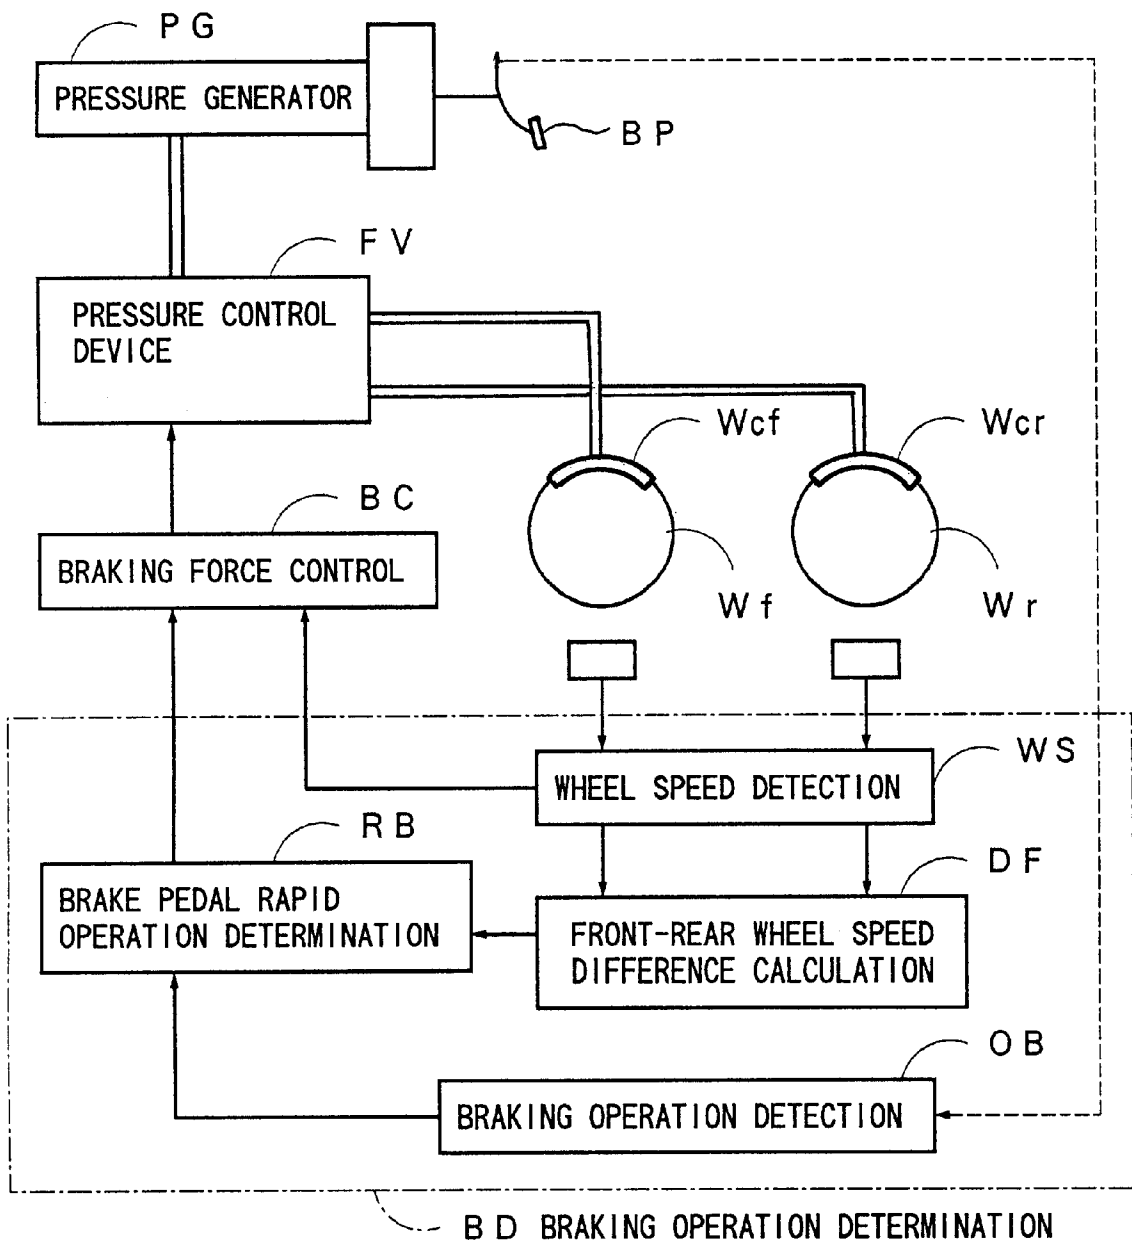 PG
PRESSURE GENERATOR
BP
FV
PRESSURE CONTROL
DEVICE
Wcf
Wcr
BC
BRAKING FORCE CONTROL
Wf
Wr
WS
WHEEL SPEED DETECTION
RB
DF
BRAKE PEDAL RAPID
OPERATION DETERMINATION
FRONT-REAR WHEEL SPEED
DIFFERENCE CALCULATION
OB
BRAKING OPERATION DETECTION
BD BRAKING OPERATION DETERMINATION